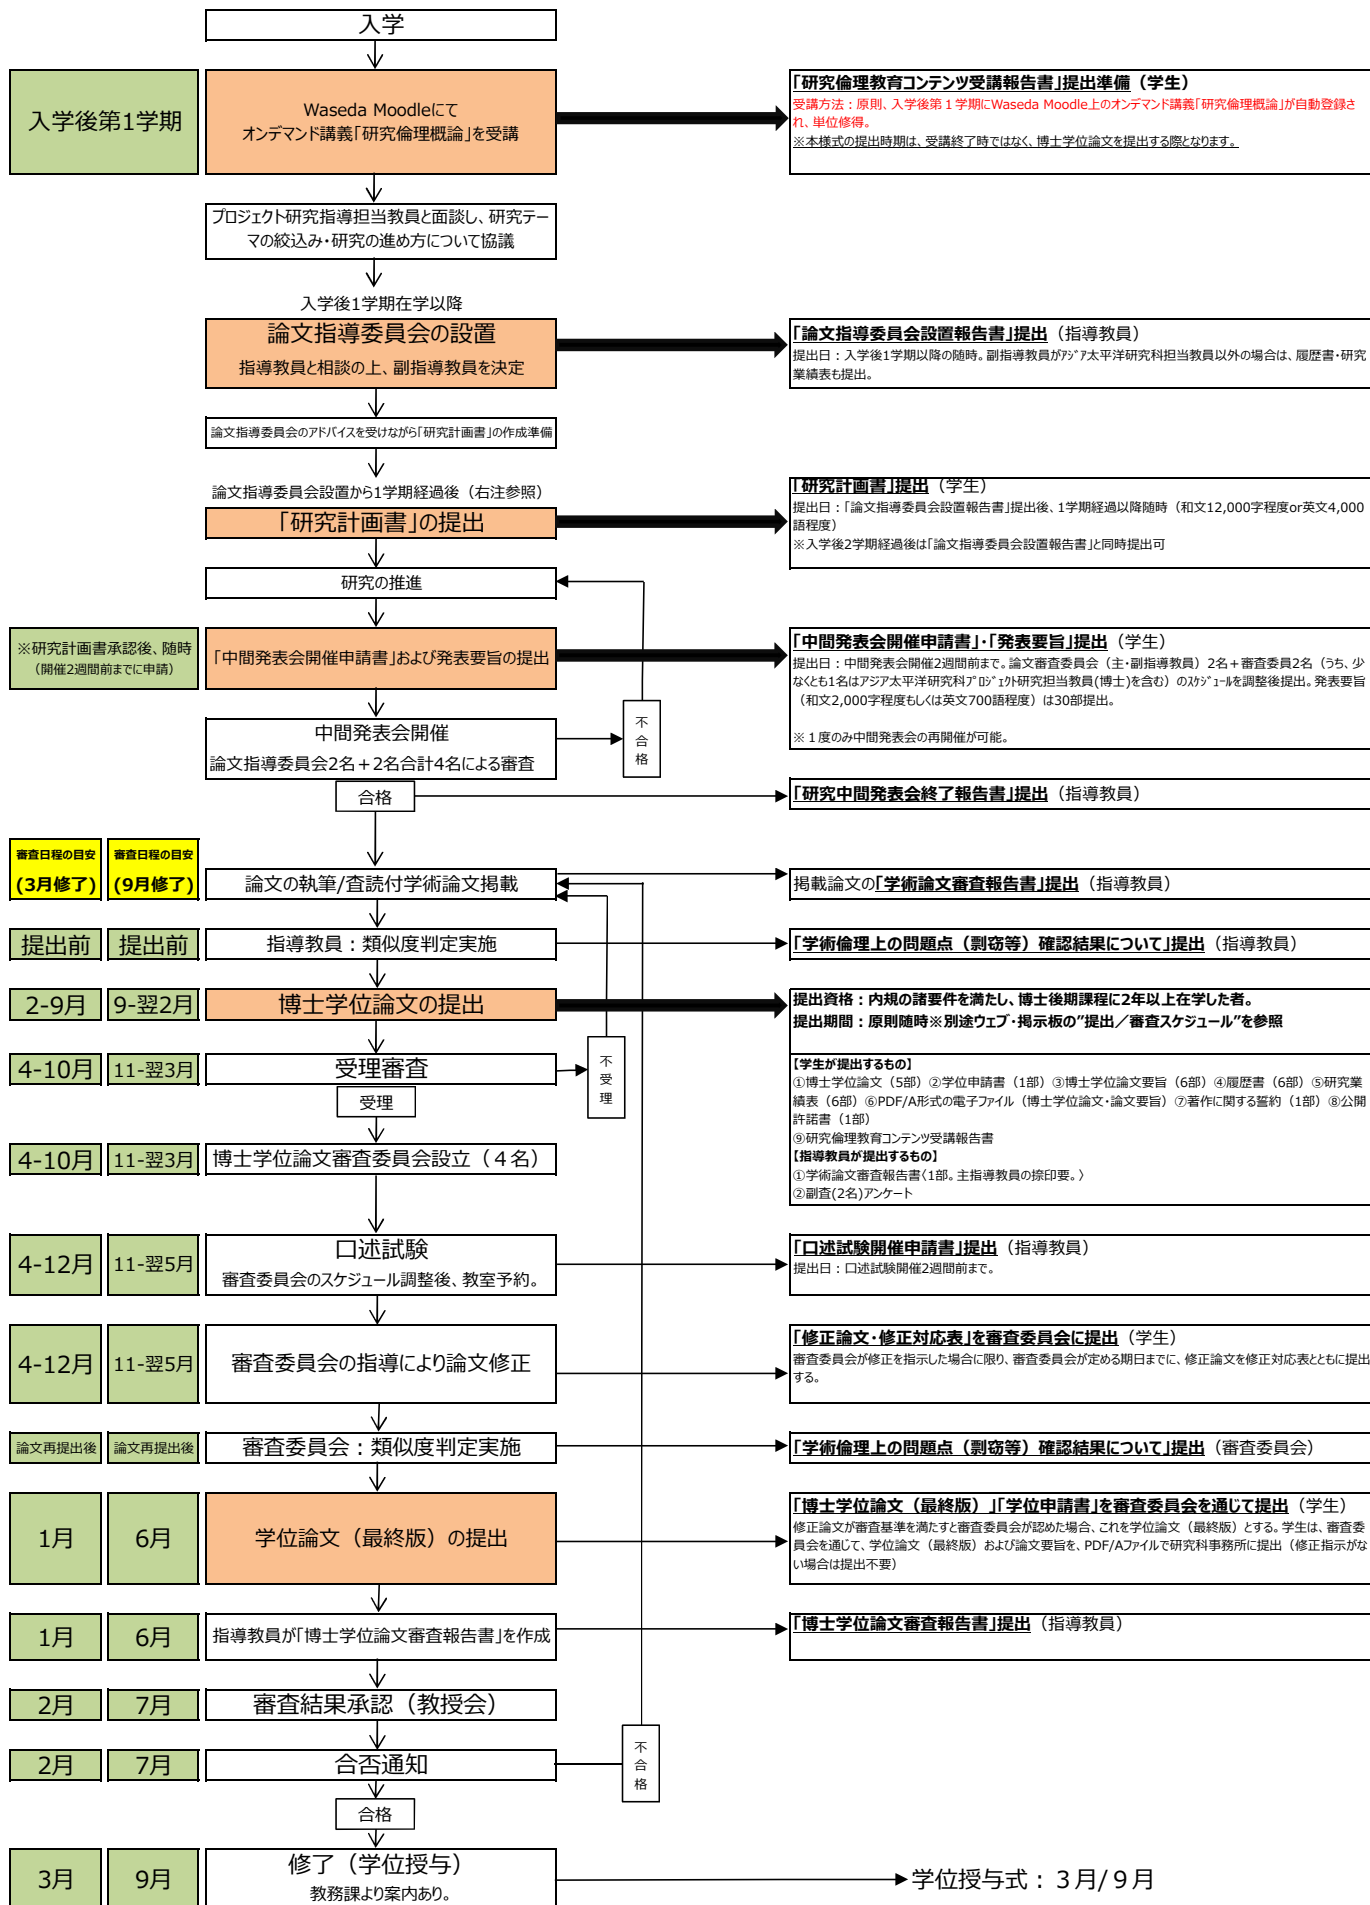 入学
入学後第1学期
Waseda Moodleにて
オンデマンド講義「研究倫理概論」を受講
「研究倫理教育コンテンツ受講報告書」提出準備（学生）
受講方法：原則、入学後第１学期にWaseda Moodle上のオンデマンド講義「研究倫理概論」が自動登録さ
れ、単位修得。
※本様式の提出時期は、受講終了時ではなく、博士学位論文を提出する際となります。
プロジェクト研究指導担当教員と面談し、研究テー
マの絞込み・研究の進め方について協議
入学後1学期在学以降
論文指導委員会の設置
指導教員と相談の上、副指導教員を決定
「論文指導委員会設置報告書」提出（指導教員）
提出日：入学後1学期以降の随時。副指導教員がｱｼﾞｱ太平洋研究科担当教員以外の場合は、履歴書・研究
業績表も提出。
論文指導委員会のアドバイスを受けながら「研究計画書」の作成準備
論文指導委員会設置から1学期経過後（右注参照）
「研究計画書」の提出
「研究計画書」提出（学生）
提出日：「論文指導委員会設置報告書」提出後、1学期経過以降随時（和文12,000字程度or英文4,000
語程度）
※入学後2学期経過後は「論文指導委員会設置報告書」と同時提出可
研究の推進
※研究計画書承認後、随時
（開催2週間前までに申請）
「中間発表会開催申請書」および発表要旨の提出
「中間発表会開催申請書」・「発表要旨」提出（学生）
提出日：中間発表会開催2週間前まで。論文審査委員会（主・副指導教員）2名＋審査委員2名（うち、少
なくとも1名はアジア太平洋研究科ﾌﾟﾛｼﾞｪｸﾄ研究担当教員(博士)を含む）のｽｹｼﾞｭｰﾙを調整後提出。発表要旨
（和文2,000字程度もしくは英文700語程度）は30部提出。
※１度のみ中間発表会の再開催が可能。
中間発表会開催
論文指導委員会2名＋2名合計4名による審査
不
合
格
合格
「研究中間発表会終了報告書」提出（指導教員）
審査日程の目安
(3月修了)
審査日程の目安
(9月修了)
論文の執筆/査読付学術論文掲載
掲載論文の「学術論文審査報告書」提出（指導教員）
提出前
提出前
指導教員：類似度判定実施
「学術倫理上の問題点（剽窃等）確認結果について」提出（指導教員）
2-9月
9-翌2月
博士学位論文の提出
提出資格：内規の諸要件を満たし、博士後期課程に2年以上在学した者。
提出期間：原則随時※別途ウェブ・掲示板の”提出／審査スケジュール”を参照
4-10月
11-翌3月
受理審査
不
受
理
受理
【学生が提出するもの】
①博士学位論文（5部）②学位申請書（1部）③博士学位論文要旨（6部）④履歴書（6部）⑤研究業
績表（6部）⑥PDF/A形式の電子ファイル（博士学位論文・論文要旨）⑦著作に関する誓約（1部）⑧公開
許諾書（1部）
⑨研究倫理教育コンテンツ受講報告書
【指導教員が提出するもの】
①学術論文審査報告書〈1部。主指導教員の捺印要。〉
②副査(2名)アンケート
4-10月
11-翌3月
博士学位論文審査委員会設立（４名）
4-12月
11-翌5月
口述試験
審査委員会のスケジュール調整後、教室予約。
「口述試験開催申請書」提出（指導教員）
提出日：口述試験開催2週間前まで。
4-12月
11-翌5月
審査委員会の指導により論文修正
「修正論文・修正対応表」を審査委員会に提出（学生）
審査委員会が修正を指示した場合に限り、審査委員会が定める期日までに、修正論文を修正対応表とともに提出
する。
論文再提出後
論文再提出後
審査委員会：類似度判定実施
「学術倫理上の問題点（剽窃等）確認結果について」提出（審査委員会）
1月
6月
学位論文（最終版）の提出
「博士学位論文（最終版）」「学位申請書」を審査委員会を通じて提出（学生）
修正論文が審査基準を満たすと審査委員会が認めた場合、これを学位論文（最終版）とする。学生は、審査委
員会を通じて、学位論文（最終版）および論文要旨を、PDF/Aファイルで研究科事務所に提出（修正指示がな
い場合は提出不要）
1月
6月
指導教員が「博士学位論文審査報告書」を作成
「博士学位論文審査報告書」提出（指導教員）
2月
7月
審査結果承認（教授会）
2月
7月
合否通知
不
合
格
合格
3月
9月
修了（学位授与）
教務課より案内あり。
学位授与式：３月/９月